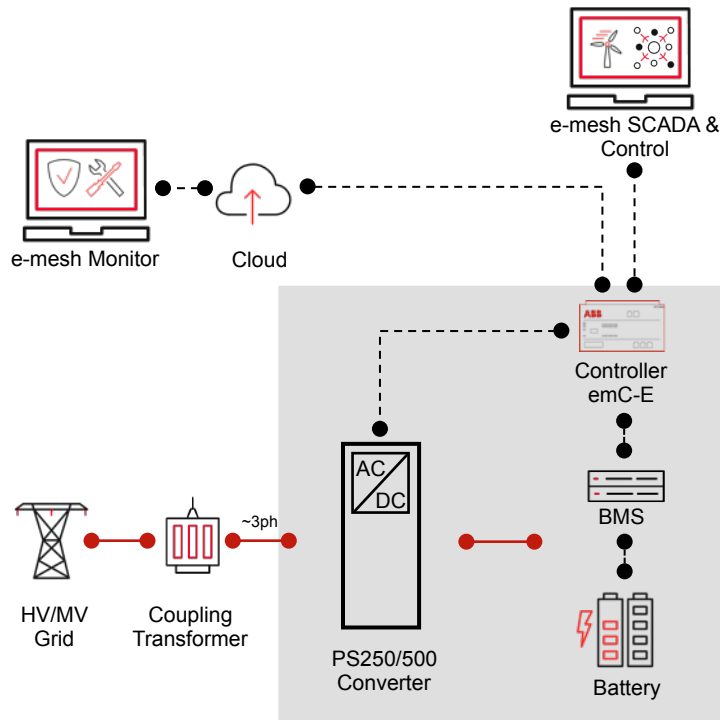 e-mesh SCADA &
Control
e-mesh Monitor
Cloud
ABB
Controller
emC-E
AC
DC
BMS
~3ph
HV/MV
Grid
Coupling
Transformer
PS250/500
Converter
Battery